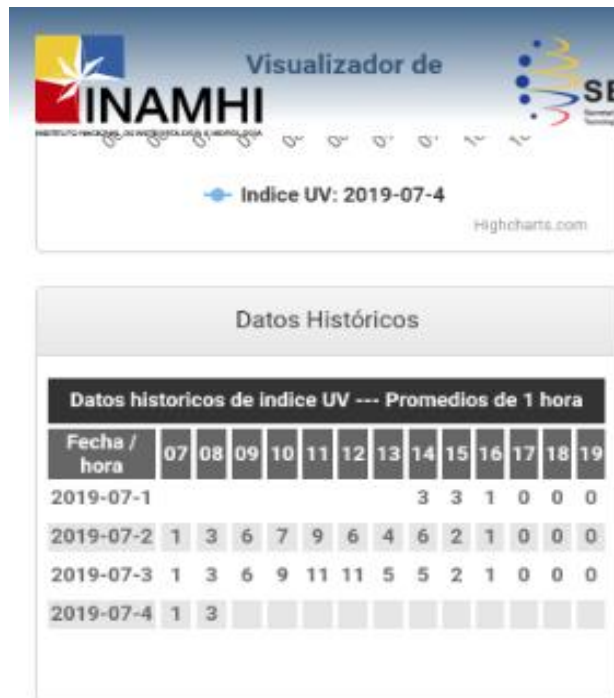 Visualizador de
INAMHI
SE
Indice UV: 2019-07-4
Highcharts.com
Datos Históricos
Datos historicos de indice UV --- Promedios de 1 hora
Fecha / hora 07 08 09 10 11 12 13 14 15 16 17 18 19
2019-07-1 3 3 1 0 0 0
2019-07-2 1 3 6 7 9 6 4 6 2 1 0 0 0
2019-07-3 1 3 6 9 11 11 5 5 2 1 0 0 0
2019-07-4 1 3